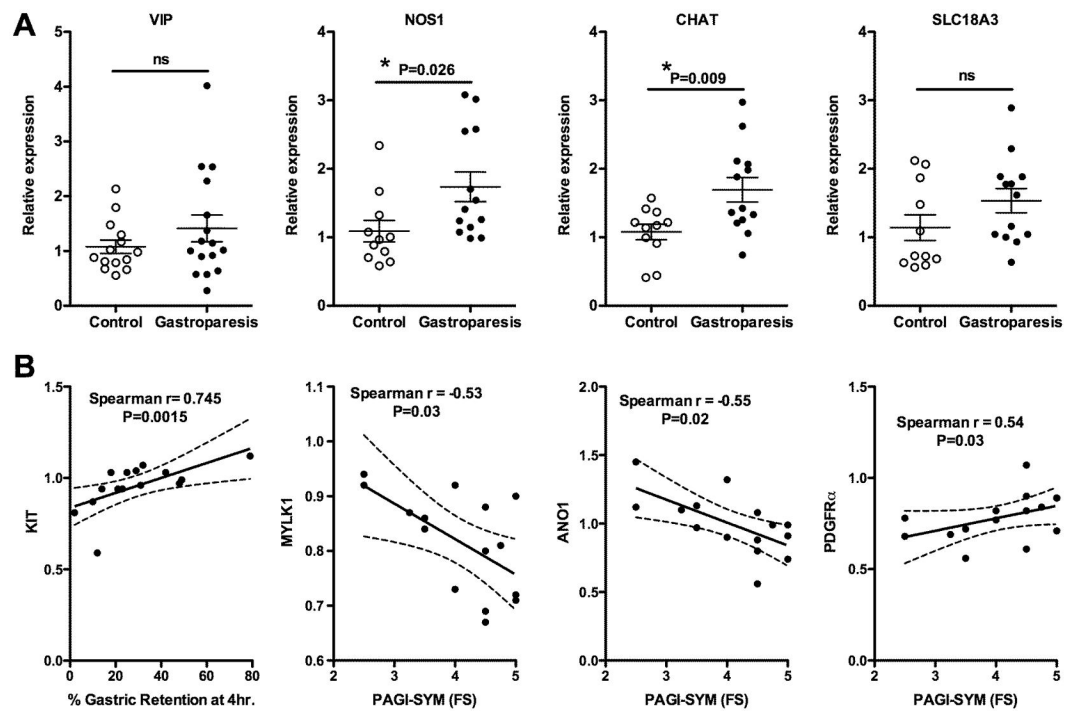 A
VIP
NOS1
CHAT
SLC18A3
Relative expression
5
4
3
2
1
0
ns
Control Gastroparesis
Relative expression
4
3
2
1
0
*
P=0.026
Control Gastroparesis
Relative expression
4
3
2
1
0
*
P=0.009
Control Gastroparesis
Relative expression
4
3
2
1
0
ns
Control Gastroparesis
B
KIT
1.5
1.0
0.5
0.0
Spearman r= 0.745
P=0.0015
0 20 40 60 80
% Gastric Retention at 4hr.
MYLK1
1.1
1.0
0.9
0.8
0.7
0.6
Spearman r = -0.53
P=0.03
2 3 4 5
PAGI-SYM (FS)
ANO1
2.0
1.5
1.0
0.5
0.0
Spearman r = -0.55
P=0.02
2 3 4 5
PAGI-SYM (FS)
PDGFRα
1.5
1.0
0.5
0.0
Spearman r = 0.54
P=0.03
2 3 4 5
PAGI-SYM (FS)